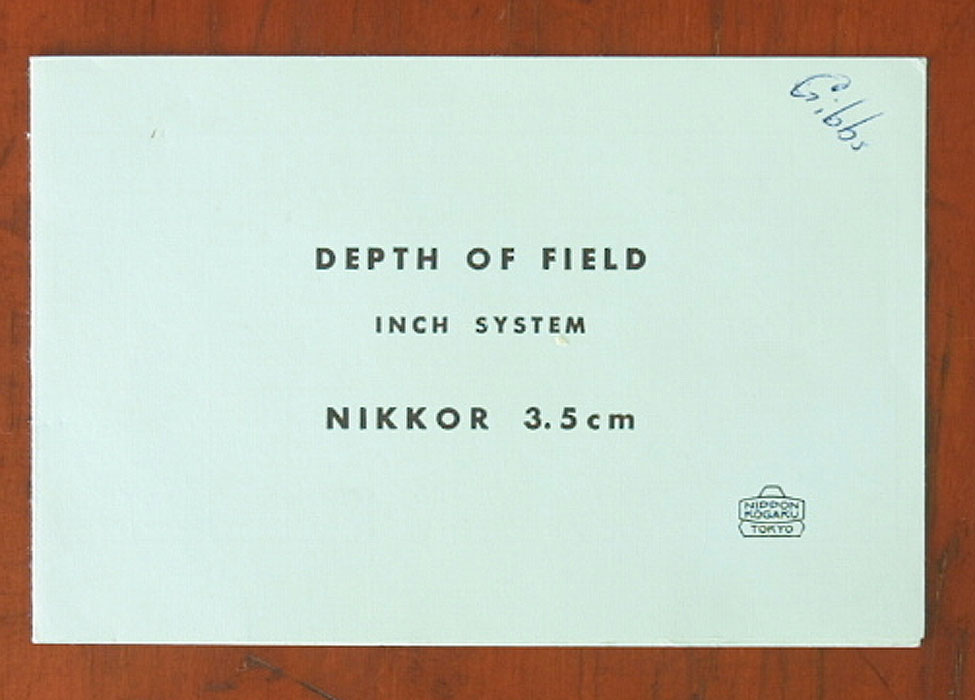 Gibbs
DEPTH OF FIELD
INCH SYSTEM
NIKKOR 3.5cm
NIPPON
KOGAKU
TOKYO